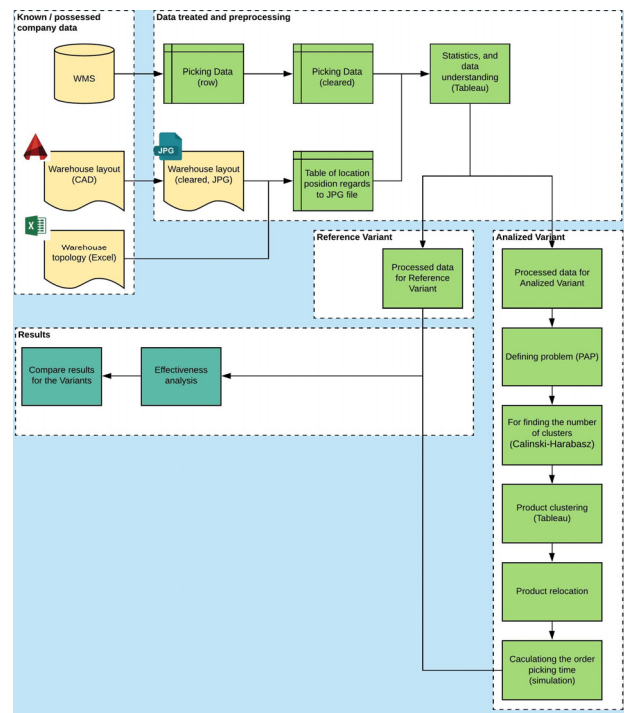 Known / possessed
company data
Data treated and preprocessing
WMS
Picking Data
(row)
Picking Data
(cleared)
Statistics, and
data
understanding
(Tableau)
Warehouse layout
(CAD)
JPG
Warehouse layout
(cleared, JPG)
Table of location
posidion regards
to JPG file
X
Warehouse
topology (Excel)
Reference Variant
Processed data
for Reference
Variant
Analized Variant
Processed data for
Analized Variant
Defining problem (PAP)
For finding the number
of clusters
(Calinski-Harabasz)
Product clustering
(Tableau)
Product relocation
Caculationg the order
picking time
(simulation)
Results
Compare results
for the Variants
Effectiveness
analysis